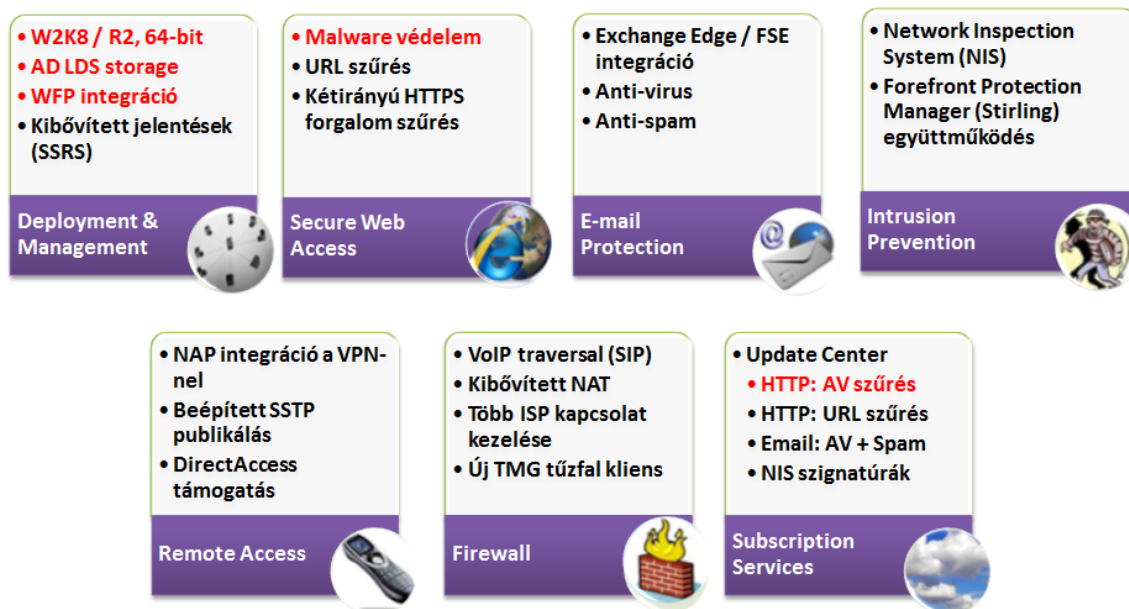 • W2K8 / R2, 64-bit
• AD LDS storage
• WFP integráció
• Kibővített jelentések
(SSRS)
Deployment &
Management
• Malware védelem
• URL szűrés
• Kétirányú HTTPS
forgalom szűrés
Secure Web
Access
• Exchange Edge / FSE
integráció
• Anti-virus
• Anti-spam
E-mail
Protection
• Network Inspection
System (NIS)
• Forefront Protection
Manager (Stirling)
együttműködés
Intrusion
Prevention
• NAP integráció a VPN-
nel
• Beépített SSTP
publikálás
• DirectAccess
támogatás
Remote Access
• VoIP traversal (SIP)
• Kibővített NAT
• Több ISP kapcsolat
kezelése
• Új TMG tűzfal kliens
Firewall
• Update Center
• HTTP: AV szűrés
• HTTP: URL szűrés
• Email: AV + Spam
• NIS szignatúrák
Subscription
Services